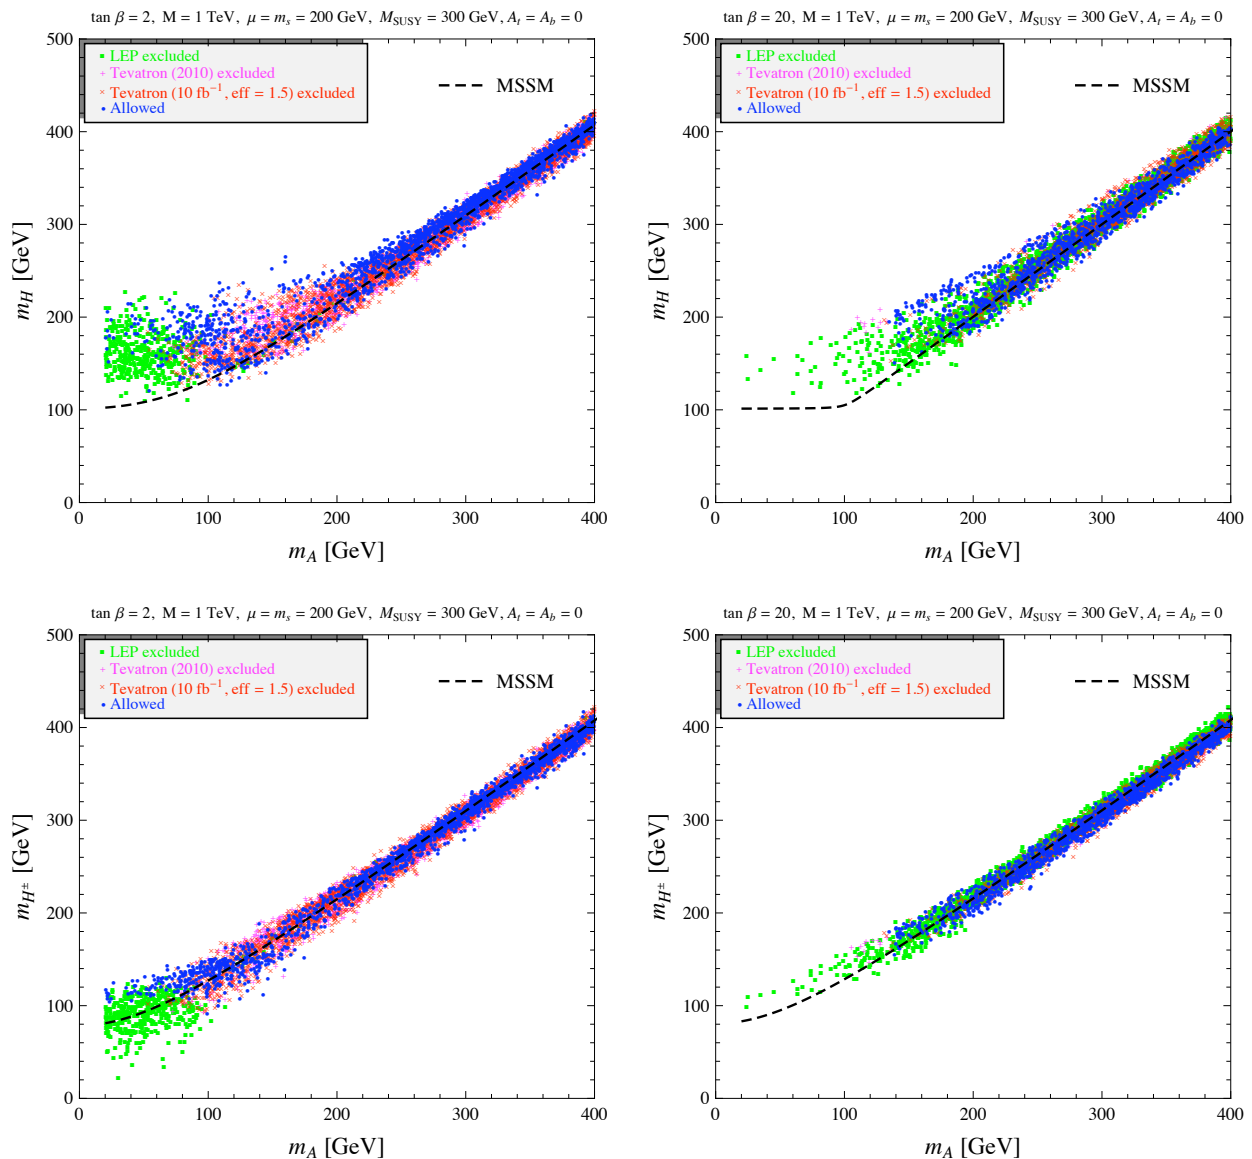 tan β = 2, M = 1 TeV, μ = m_s = 200 GeV, M_SUSY = 300 GeV, A_t = A_b = 0
500
400
300
200
100
0
m_H [GeV]
LEP excluded
Tevatron (2010) excluded
Tevatron (10 fb⁻¹, eff = 1.5) excluded
Allowed
MSSM
0
100
200
300
400
m_A [GeV]
tan β = 20, M = 1 TeV, μ = m_s = 200 GeV, M_SUSY = 300 GeV, A_t = A_b = 0
500
400
300
200
100
0
m_H [GeV]
LEP excluded
Tevatron (2010) excluded
Tevatron (10 fb⁻¹, eff = 1.5) excluded
Allowed
MSSM
0
100
200
300
400
m_A [GeV]
tan β = 2, M = 1 TeV, μ = m_s = 200 GeV, M_SUSY = 300 GeV, A_t = A_b = 0
500
400
300
200
100
0
m_H± [GeV]
LEP excluded
Tevatron (2010) excluded
Tevatron (10 fb⁻¹, eff = 1.5) excluded
Allowed
MSSM
0
100
200
300
400
m_A [GeV]
tan β = 20, M = 1 TeV, μ = m_s = 200 GeV, M_SUSY = 300 GeV, A_t = A_b = 0
500
400
300
200
100
0
m_H± [GeV]
LEP excluded
Tevatron (2010) excluded
Tevatron (10 fb⁻¹, eff = 1.5) excluded
Allowed
MSSM
0
100
200
300
400
m_A [GeV]